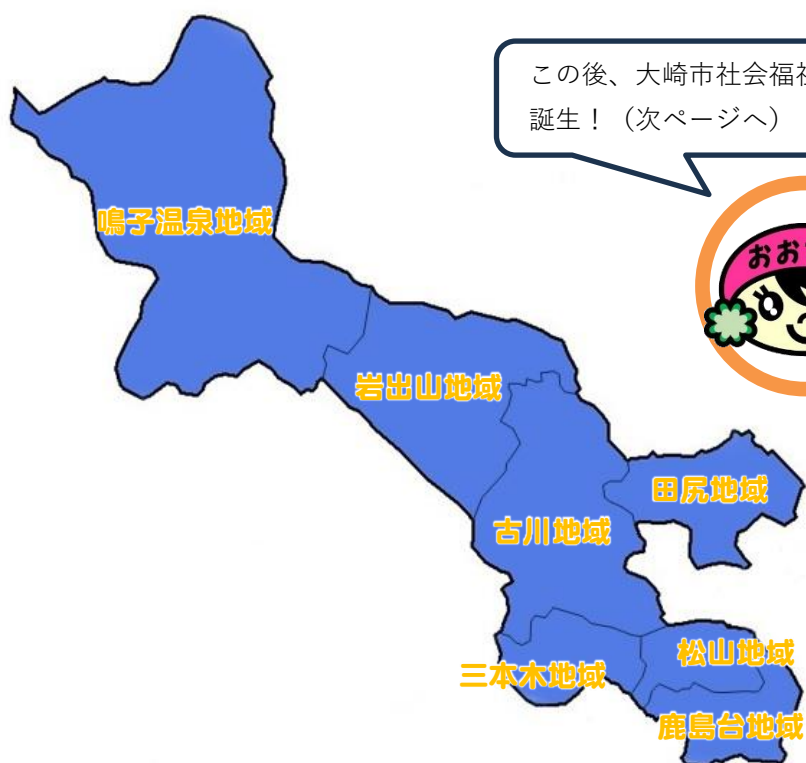 この後、大崎市社会福
誕生！（次ページへ）
おお
鳴子温泉地域
岩出山地域
田尻地域
古川地域
松山地域
三本木地域
鹿島台地域